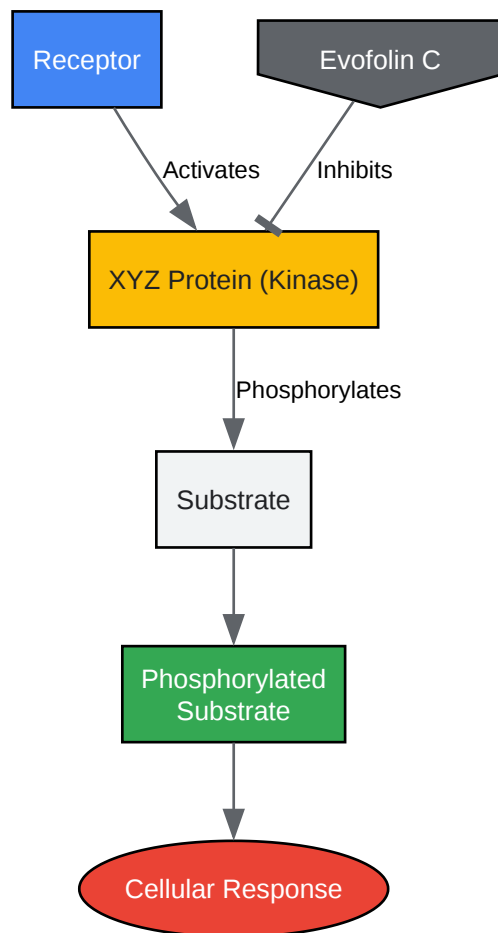 Receptor
Evofolin C
Activates
Inhibits
XYZ Protein (Kinase)
Phosphorylates
Substrate
Phosphorylated
Substrate
Cellular Response